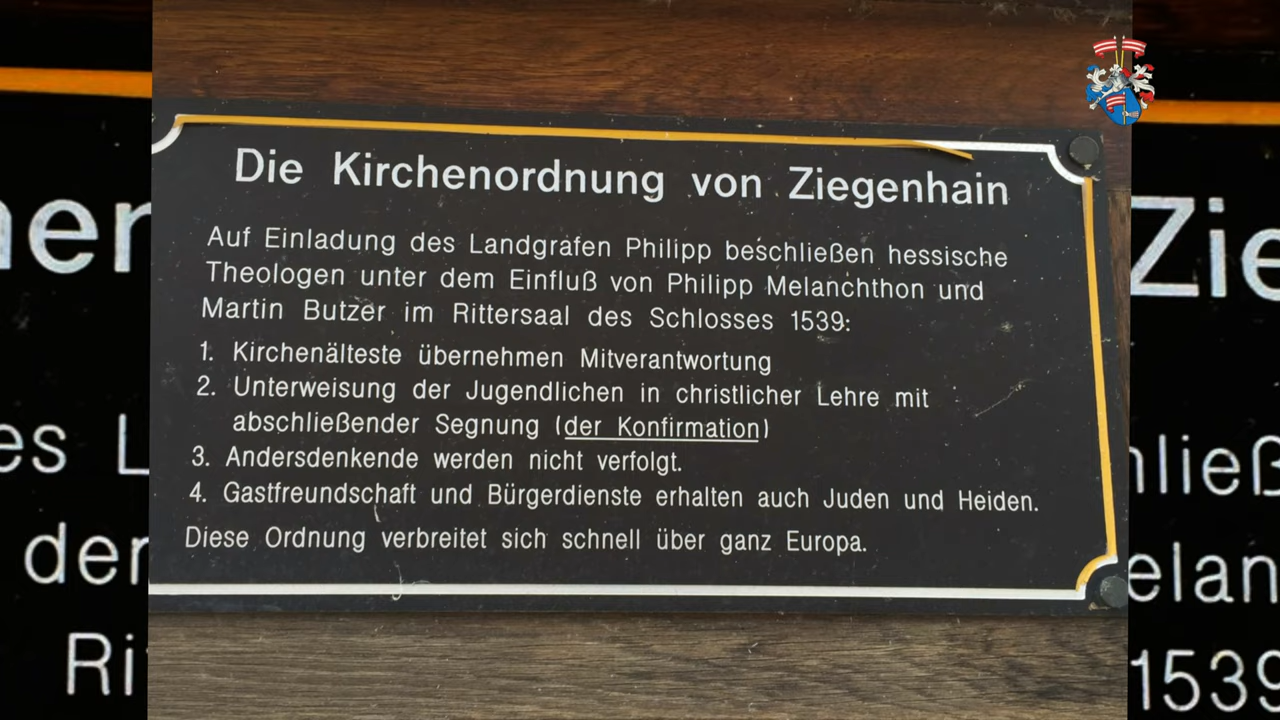 Die Kirchenordnung von Ziegenhain
Auf Einladung des Landgrafen Philipp beschließen hessische
Theologen unter dem Einfluß von Philipp Melanchthon und
Martin Butzer im Rittersaal des Schlosses 1539:
1. Kirchenälteste übernehmen Mitverantwortung
2. Unterweisung der Jugendlichen in christlicher Lehre mit
abschließender Segnung (der Konfirmation)
3. Andersdenkende werden nicht verfolgt.
4. Gastfreundschaft und Bürgerdienste erhalten auch Juden und Heiden.
Diese Ordnung verbreitet sich schnell über ganz Europa.